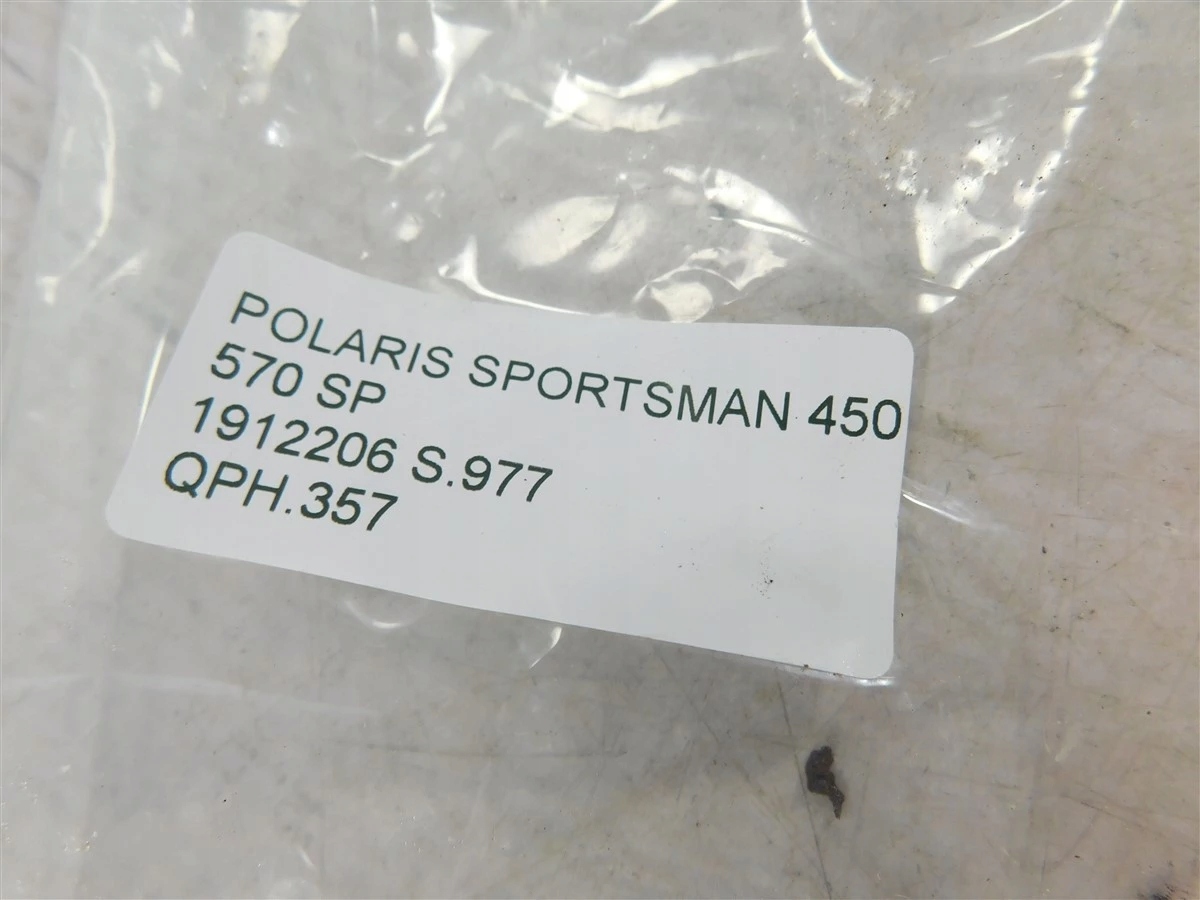 POLARIS SPORTSMAN 450
570 SP
1912206 S.977
QPH.357